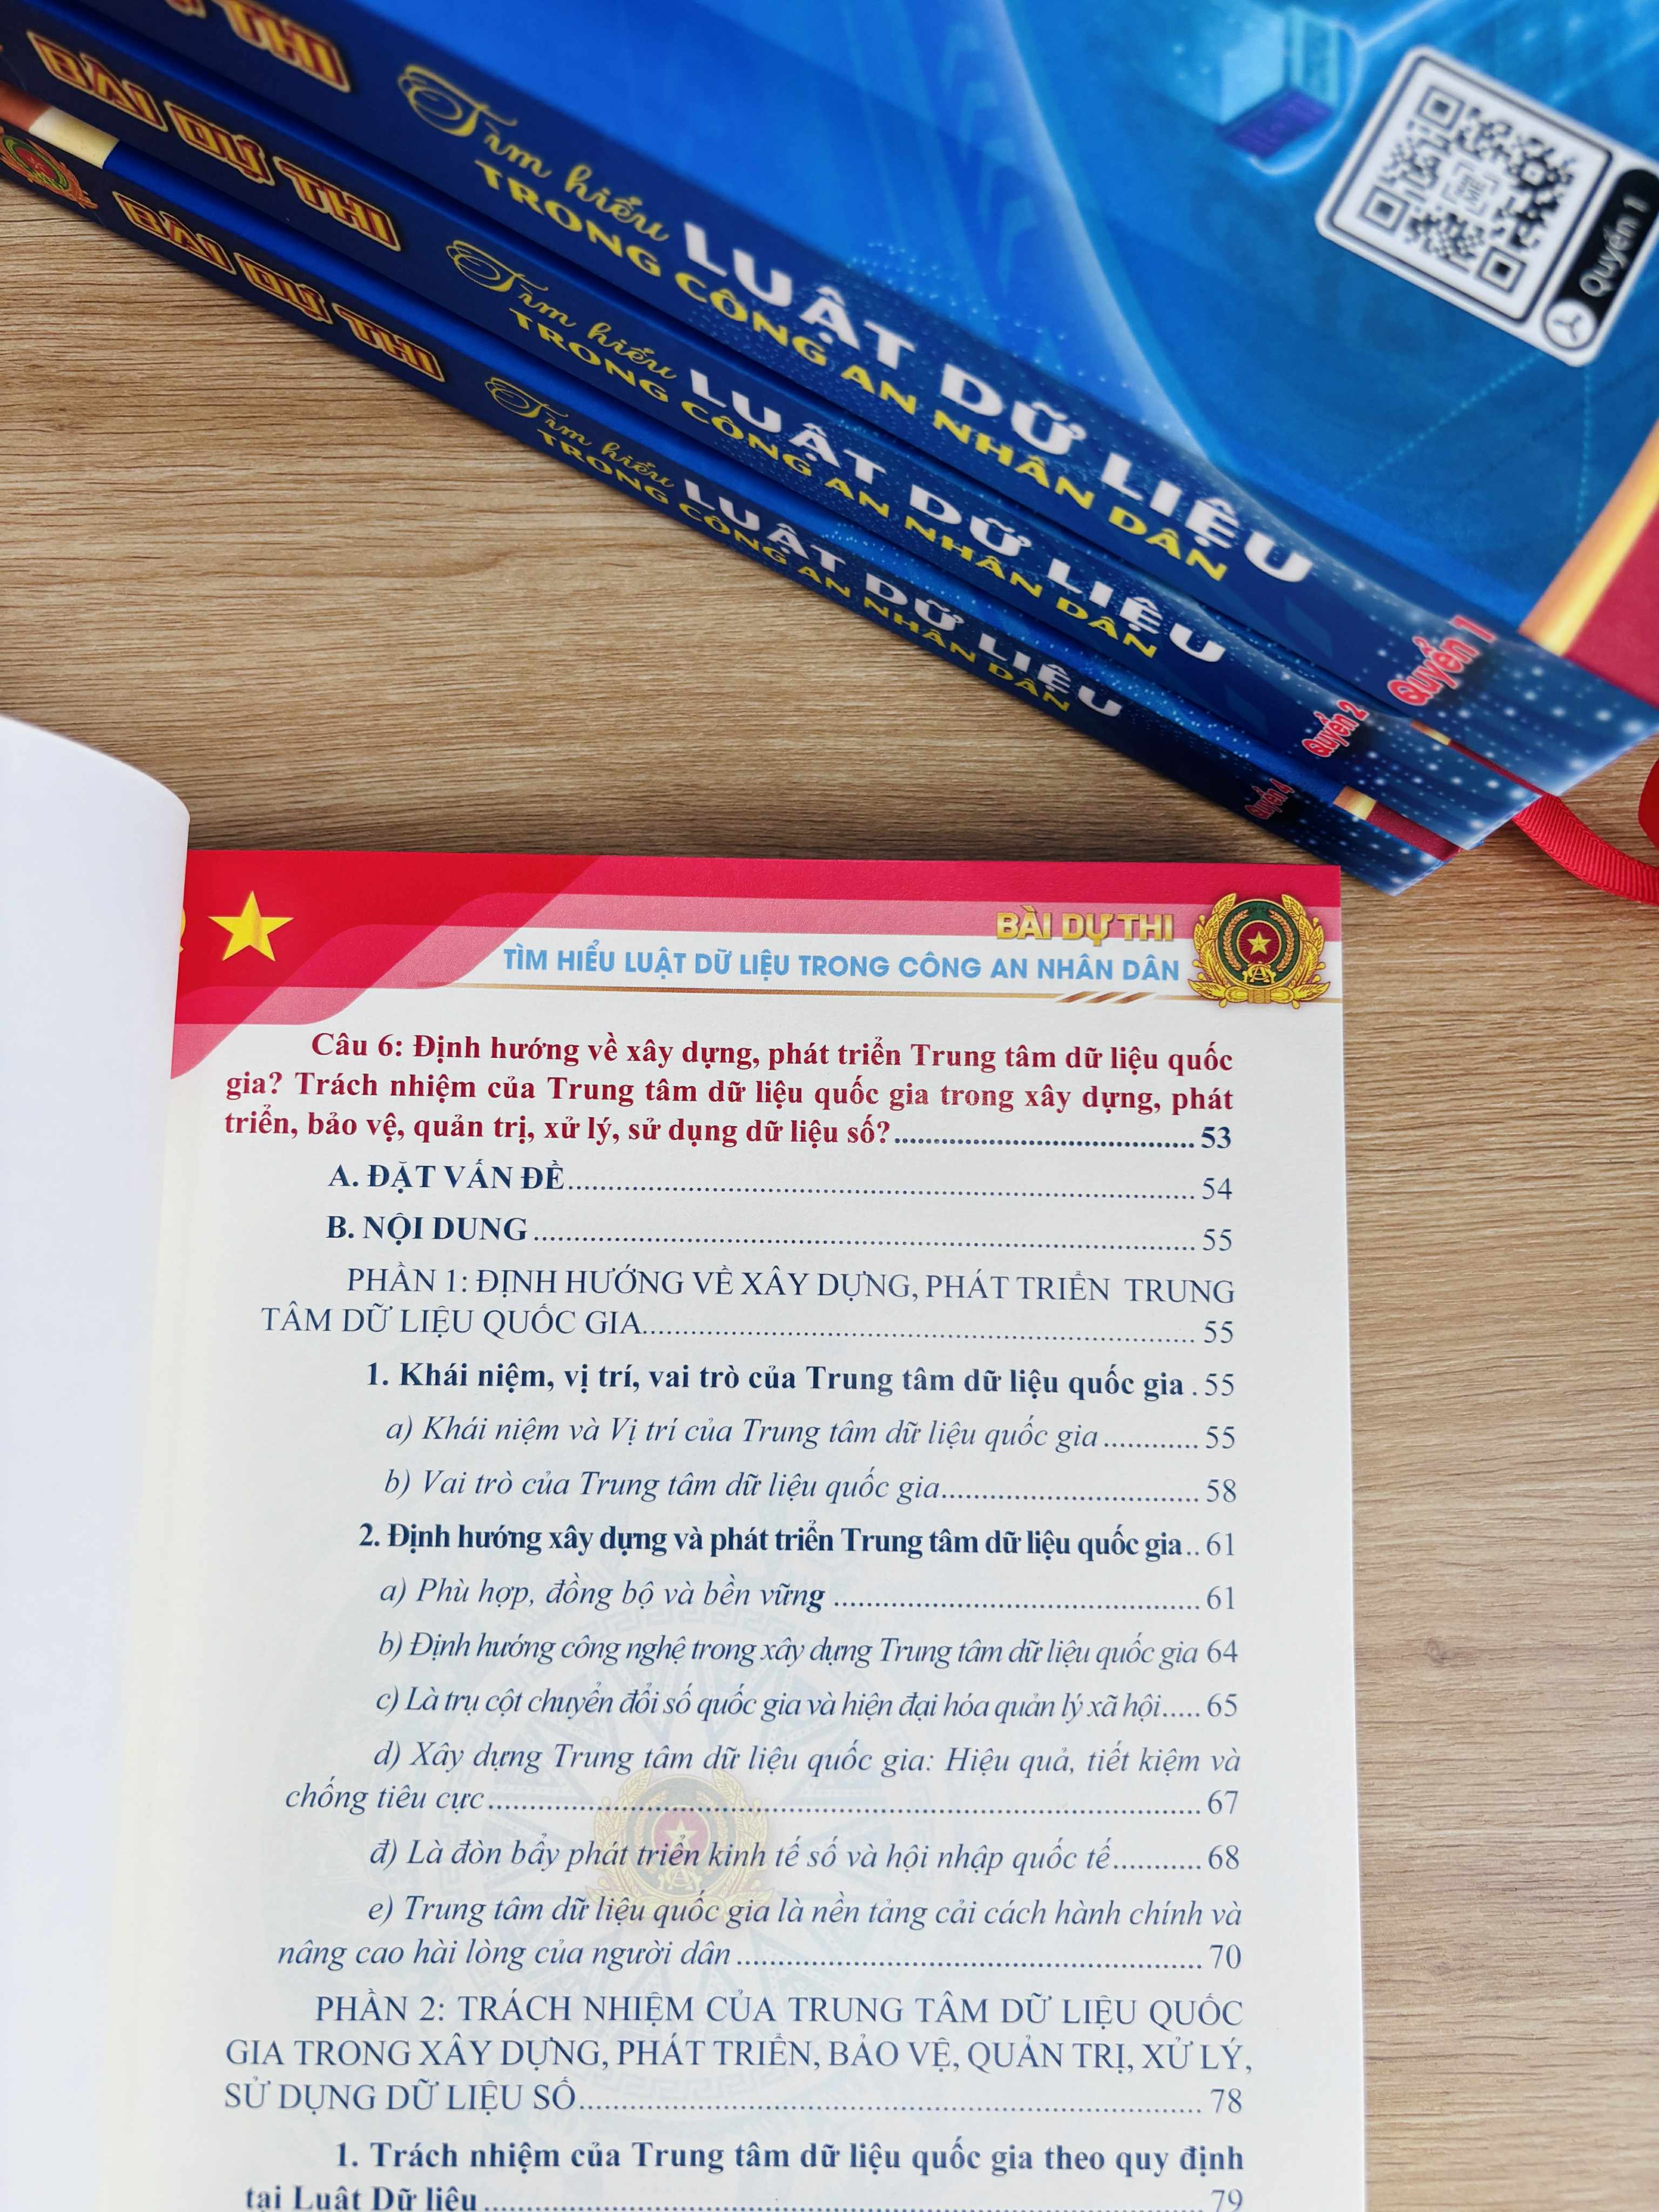 THI
Tìm hiểu LUẬT DỮ LIỆU
TRONG CÔNG AN NHÂN DÂN
Quyển 1
Quyển 1
BÀI DỰ THI
Tìm hiểu LUẬT DỮ LIỆU
TRONG CÔNG AN NHÂN DÂN
Quyển 2
BÀI DỰ THI
Tìm hiểu LUẬT DỮ LIỆU
TRONG CÔNG AN NHÂN DÂN
Quyển 4
BÀI DỰ THI
TÌM HIỂU LUẬT DỮ LIỆU TRONG CÔNG AN NHÂN DÂN
Câu 6: Định hướng về xây dựng, phát triển Trung tâm dữ liệu quốc
gia? Trách nhiệm của Trung tâm dữ liệu quốc gia trong xây dựng, phát
triển, bảo vệ, quản trị, xử lý, sử dụng dữ liệu số?.......... 53
A. ĐẶT VẤN ĐỀ.......... 54
B. NỘI DUNG.......... 55
PHẦN 1: ĐỊNH HƯỚNG VỀ XÂY DỰNG, PHÁT TRIỂN TRUNG
TÂM DỮ LIỆU QUỐC GIA.......... 55
1. Khái niệm, vị trí, vai trò của Trung tâm dữ liệu quốc gia . 55
a) Khái niệm và Vị trí của Trung tâm dữ liệu quốc gia............ 55
b) Vai trò của Trung tâm dữ liệu quốc gia.......... 58
2. Định hướng xây dựng và phát triển Trung tâm dữ liệu quốc gia.. 61
a) Phù hợp, đồng bộ và bền vững.......... 61
b) Định hướng công nghệ trong xây dựng Trung tâm dữ liệu quốc gia 64
c) Là trụ cột chuyển đổi số quốc gia và hiện đại hóa quản lý xã hội..... 65
d) Xây dựng Trung tâm dữ liệu quốc gia: Hiệu quả, tiết kiệm và
chống tiêu cực.......... 67
đ) Là đòn bẩy phát triển kinh tế số và hội nhập quốc tế........... 68
e) Trung tâm dữ liệu quốc gia là nền tảng cải cách hành chính và
nâng cao hài lòng của người dân.......... 70
PHẦN 2: TRÁCH NHIỆM CỦA TRUNG TÂM DỮ LIỆU QUỐC
GIA TRONG XÂY DỰNG, PHÁT TRIỂN, BẢO VỆ, QUẢN TRỊ, XỬ LÝ,
SỬ DỤNG DỮ LIỆU SỐ.......... 78
1. Trách nhiệm của Trung tâm dữ liệu quốc gia theo quy định
tại Luật Dữ liệu.......... 79